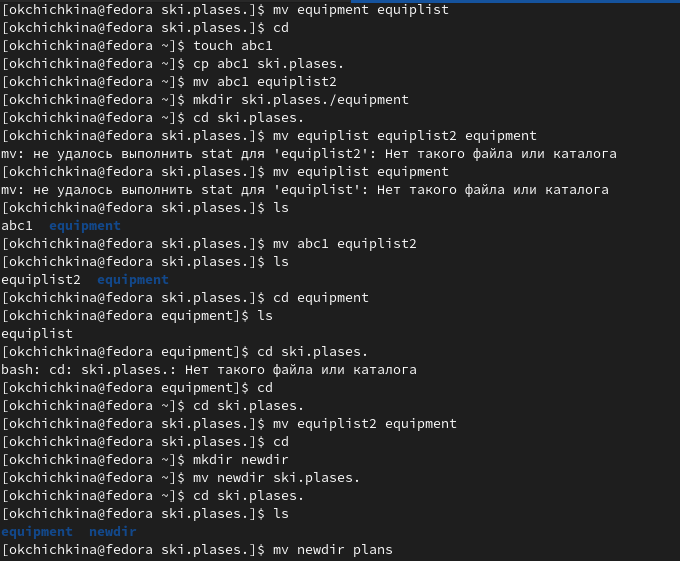 [okchichkina@fedora ski.plases.]$ mv equipment equiplist
[okchichkina@fedora ski.plases.]$ cd
[okchichkina@fedora ~]$ touch abc1
[okchichkina@fedora ~]$ cp abc1 ski.plases.
[okchichkina@fedora ~]$ mv abc1 equiplist2
[okchichkina@fedora ~]$ mkdir ski.plases./equipment
[okchichkina@fedora ~]$ cd ski.plases.
[okchichkina@fedora ski.plases.]$ mv equiplist equiplist2 equipment
mv: не удалось выполнить stat для 'equiplist2': Нет такого файла или каталога
[okchichkina@fedora ski.plases.]$ mv equiplist equipment
mv: не удалось выполнить stat для 'equiplist': Нет такого файла или каталога
[okchichkina@fedora ski.plases.]$ ls
abc1  equipment
[okchichkina@fedora ski.plases.]$ mv abc1 equiplist2
[okchichkina@fedora ski.plases.]$ ls
equiplist2  equipment
[okchichkina@fedora ski.plases.]$ cd equipment
[okchichkina@fedora equipment]$ ls
equiplist
[okchichkina@fedora equipment]$ cd ski.plases.
bash: cd: ski.plases.: Нет такого файла или каталога
[okchichkina@fedora equipment]$ cd
[okchichkina@fedora ~]$ cd ski.plases.
[okchichkina@fedora ski.plases.]$ mv equiplist2 equipment
[okchichkina@fedora ski.plases.]$ cd
[okchichkina@fedora ~]$ mkdir newdir
[okchichkina@fedora ~]$ mv newdir ski.plases.
[okchichkina@fedora ~]$ cd ski.plases.
[okchichkina@fedora ski.plases.]$ ls
equipment  newdir
[okchichkina@fedora ski.plases.]$ mv newdir plans